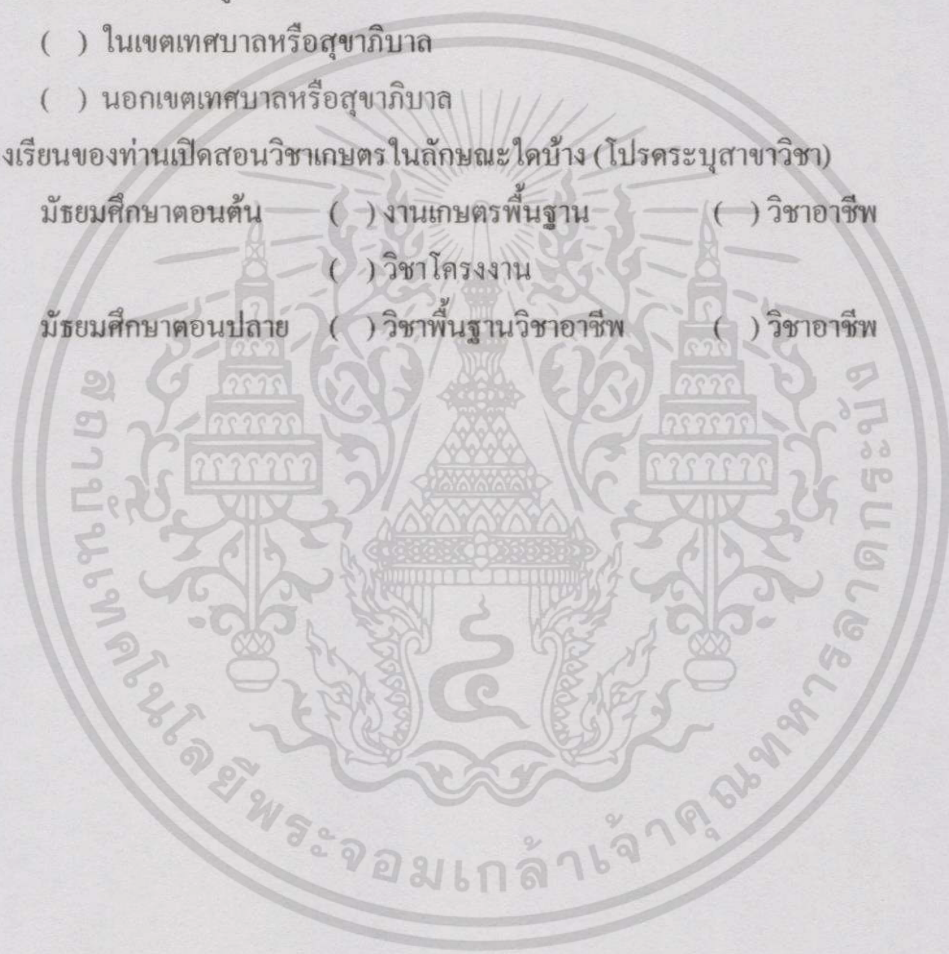 (   ) ในเขตเทศบาลหรือสุขาภิบาล
(   ) นอกเขตเทศบาลหรือสุขาภิบาล
งเรียนของท่านเปิดสอนวิชาเกษตรในลักษณะใดบ้าง (โปรดระบุสาขาวิชา)
มัธยมศึกษาตอนต้น (   ) งานเกษตรพื้นฐาน (   ) วิชาอาชีพ
(   ) วิชาโครงงาน
มัธยมศึกษาตอนปลาย (   ) วิชาพื้นฐานวิชาอาชีพ (   ) วิชาอาชีพ
สถาบันเทคโนโลยีพระจอมเกล้าเจ้าคุณทหารลาดกระบัง
๔